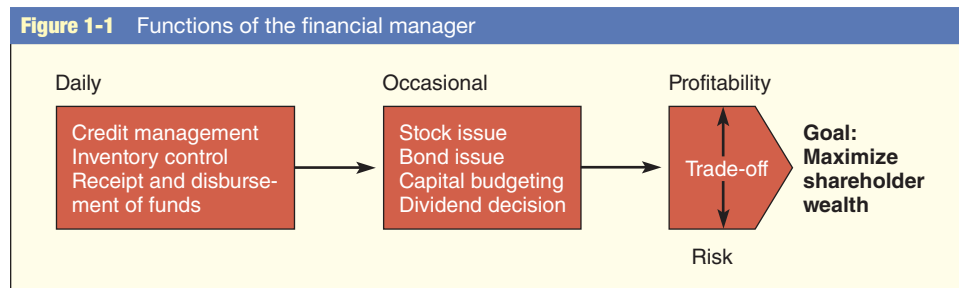 Figure 1-1 Functions of the financial manager
Daily
Credit management
Inventory control
Receipt and disburse-
ment of funds
Occasional
Stock issue
Bond issue
Capital budgeting
Dividend decision
Profitability
Trade-off
Risk
Goal:
Maximize
shareholder
wealth